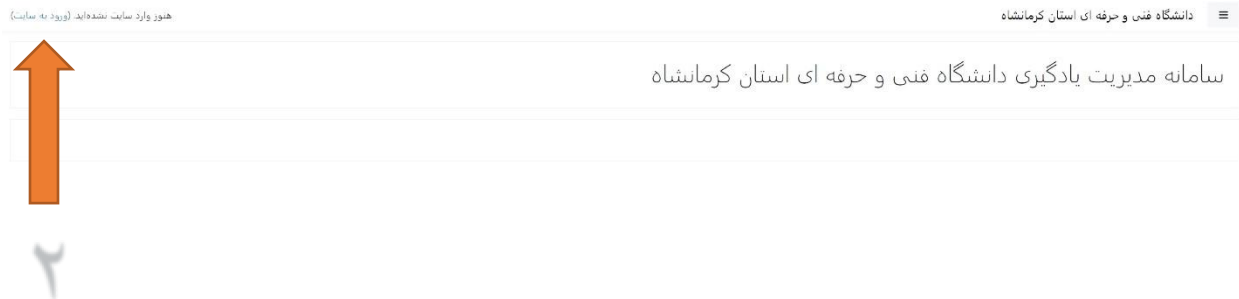 دانشگاه فنی و حرفه ای استان کرمانشاه
هنوز وارد سایت نشده‌اید. (ورود به سایت)
سامانه مدیریت یادگیری دانشگاه فنی و حرفه ای استان کرمانشاه
۲